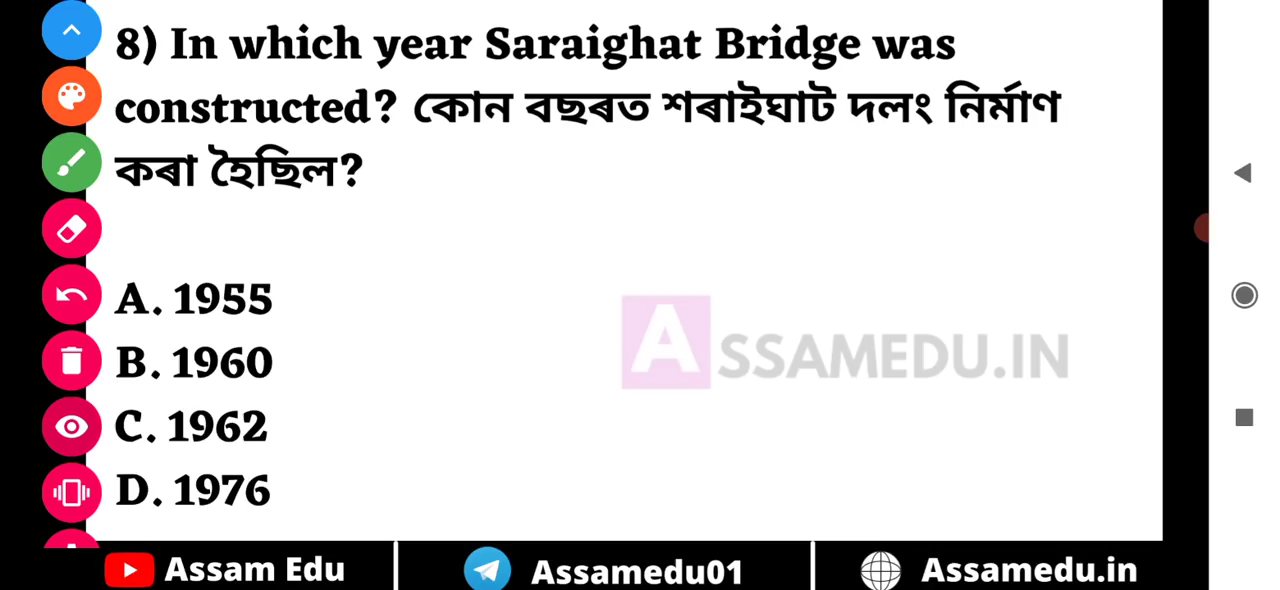 8) In which year Saraighat Bridge was
constructed? কোন বছৰত শৰাইঘাট দলং নিৰ্মাণ
কৰা হৈছিল?
A. 1955
B. 1960
C. 1962
D. 1976
ASSAMEDU.IN
Assam Edu
Assamedu01
Assamedu.in